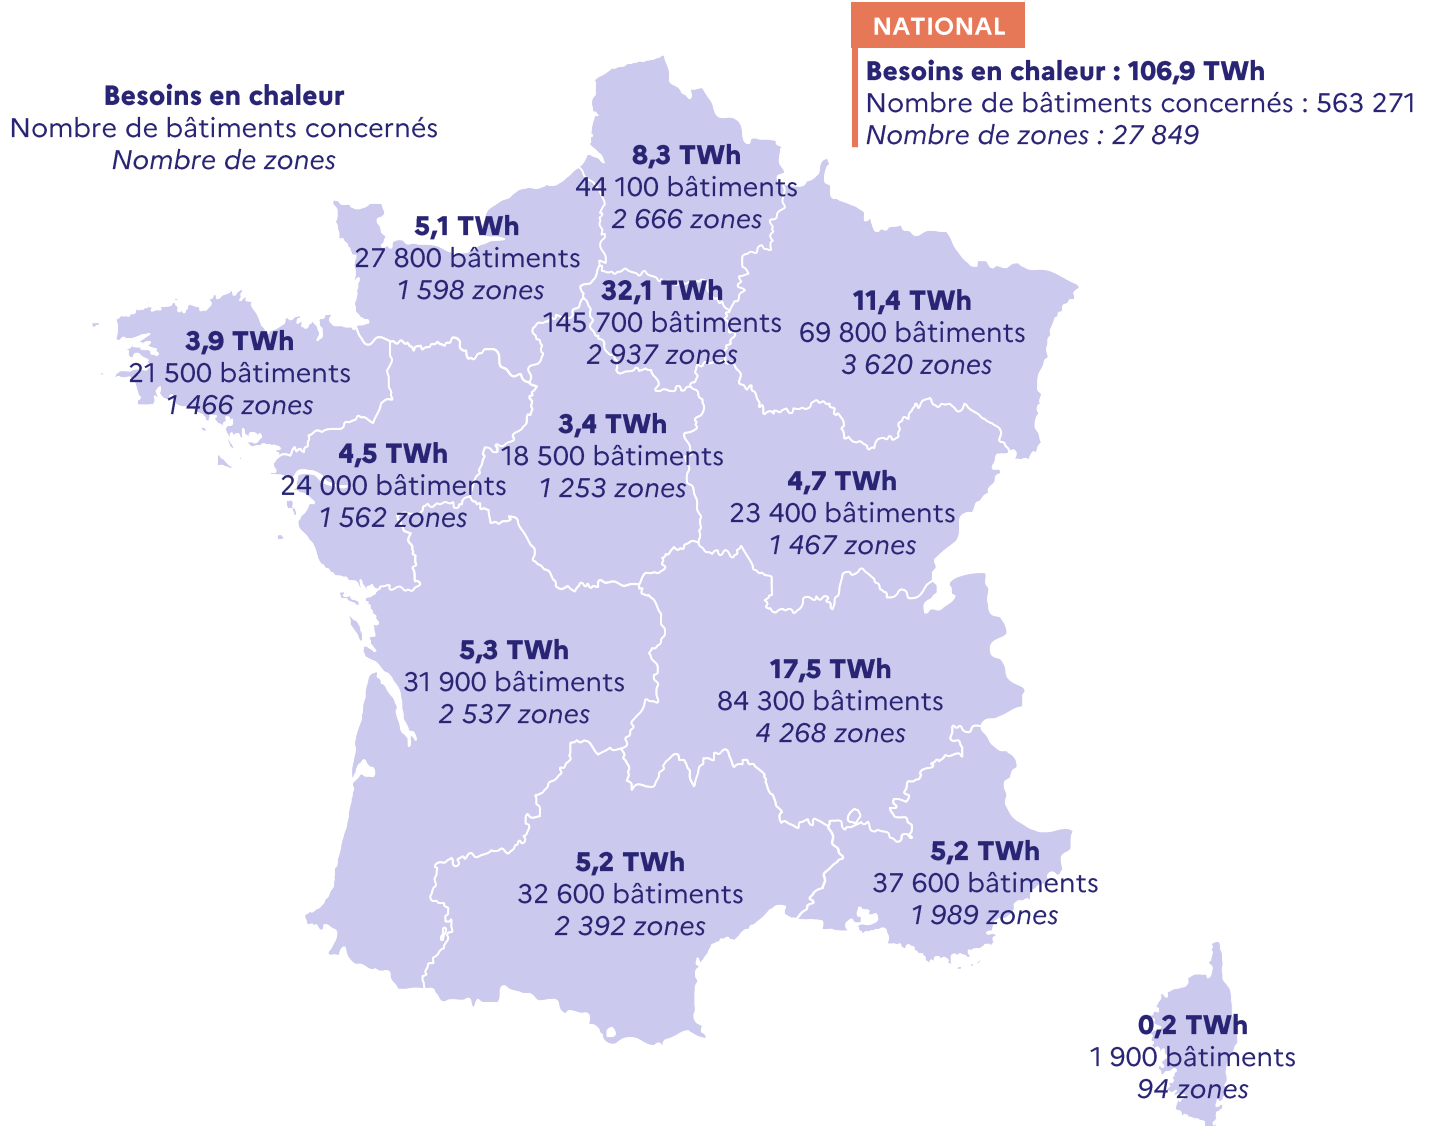 NATIONAL
Besoins en chaleur : 106,9 TWh
Nombre de bâtiments concernés : 563 271
Nombre de zones : 27 849
Besoins en chaleur
Nombre de bâtiments concernés
Nombre de zones
8,3 TWh
44 100 bâtiments
2 666 zones
5,1 TWh
27 800 bâtiments
1 598 zones
32,1 TWh
145 700 bâtiments
2 937 zones
11,4 TWh
69 800 bâtiments
3 620 zones
3,9 TWh
21 500 bâtiments
1 466 zones
3,4 TWh
18 500 bâtiments
1 253 zones
4,5 TWh
24 000 bâtiments
1 562 zones
4,7 TWh
23 400 bâtiments
1 467 zones
5,3 TWh
31 900 bâtiments
2 537 zones
17,5 TWh
84 300 bâtiments
4 268 zones
5,2 TWh
32 600 bâtiments
2 392 zones
5,2 TWh
37 600 bâtiments
1 989 zones
0,2 TWh
1 900 bâtiments
94 zones